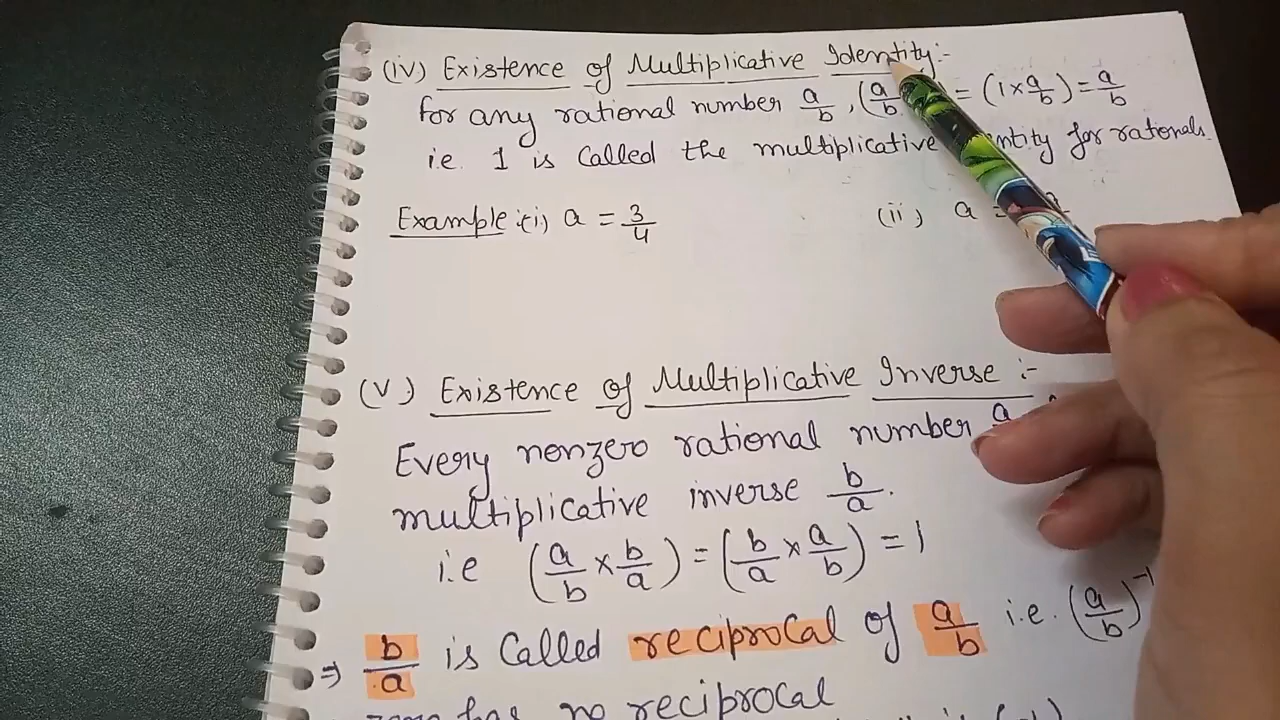 (iv) Existence of Multiplicative Identity:-
for any rational number a/b, (a/b = (1×a/b) = a/b
i.e. 1 is called the multiplicative ntity for rationals.
Example:(i) a = 3/4 (ii) a =
(V) Existence of Multiplicative Inverse :-
Every nonzero rational number a
multiplicative inverse b/a.
i.e (a/b × b/a) = (b/a × a/b) = 1
⇒ b/a is called reciprocal of a/b i.e. (a/b)⁻¹
zero has no reciprocal